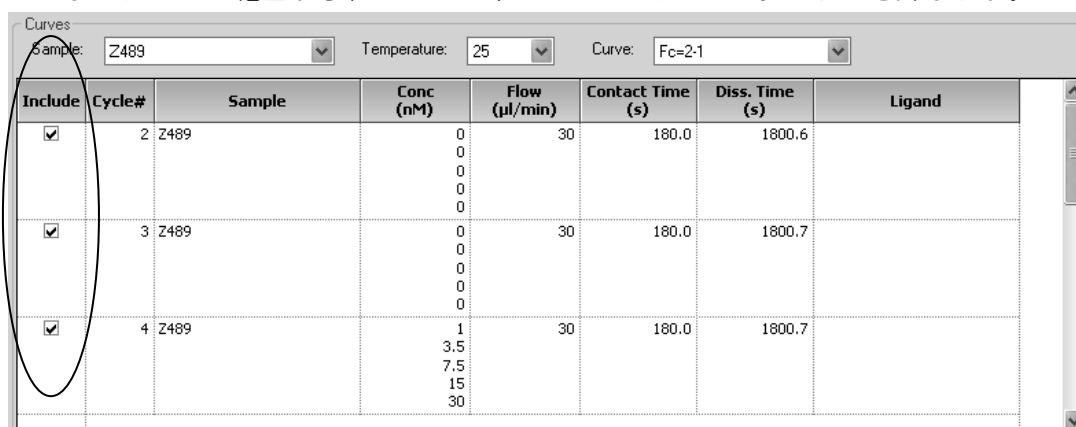 Curves
Sample: Z489 Temperature: 25 Curve: Fc=2-1
Include Cycle# Sample Conc (nM) Flow (µl/min) Contact Time (s) Diss. Time (s) Ligand
2 Z489 0 30 180.0 1800.6
0
0
0
0
3 Z489 0 30 180.0 1800.7
0
0
0
0
4 Z489 1 30 180.0 1800.7
3.5
7.5
15
30